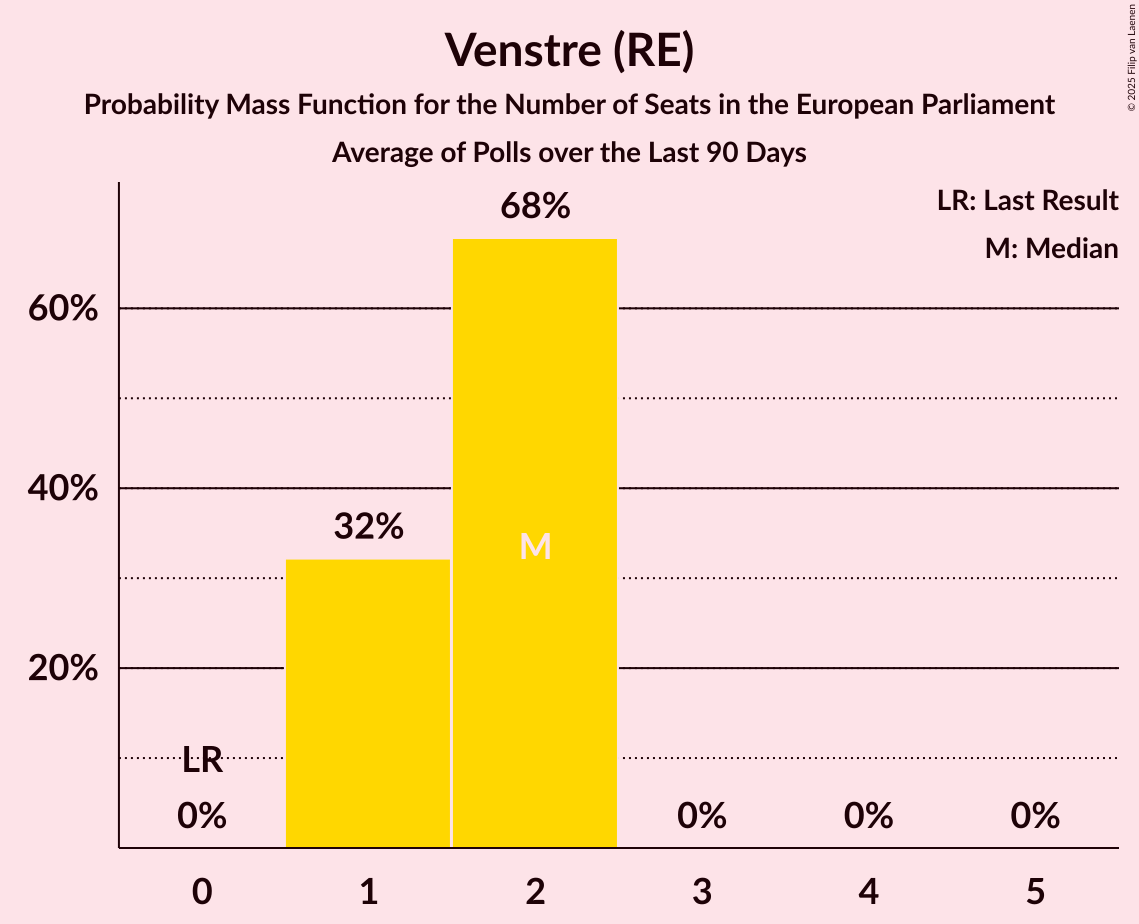 Venstre (RE)
Probability Mass Function for the Number of Seats in the European Parliament
Average of Polls over the Last 90 Days
© 2025 Filip van Laenen
LR: Last Result
M: Median
68%
60%
40%
32%
M
20%
LR
0%
0%
0%
0%
0
1
2
3
4
5